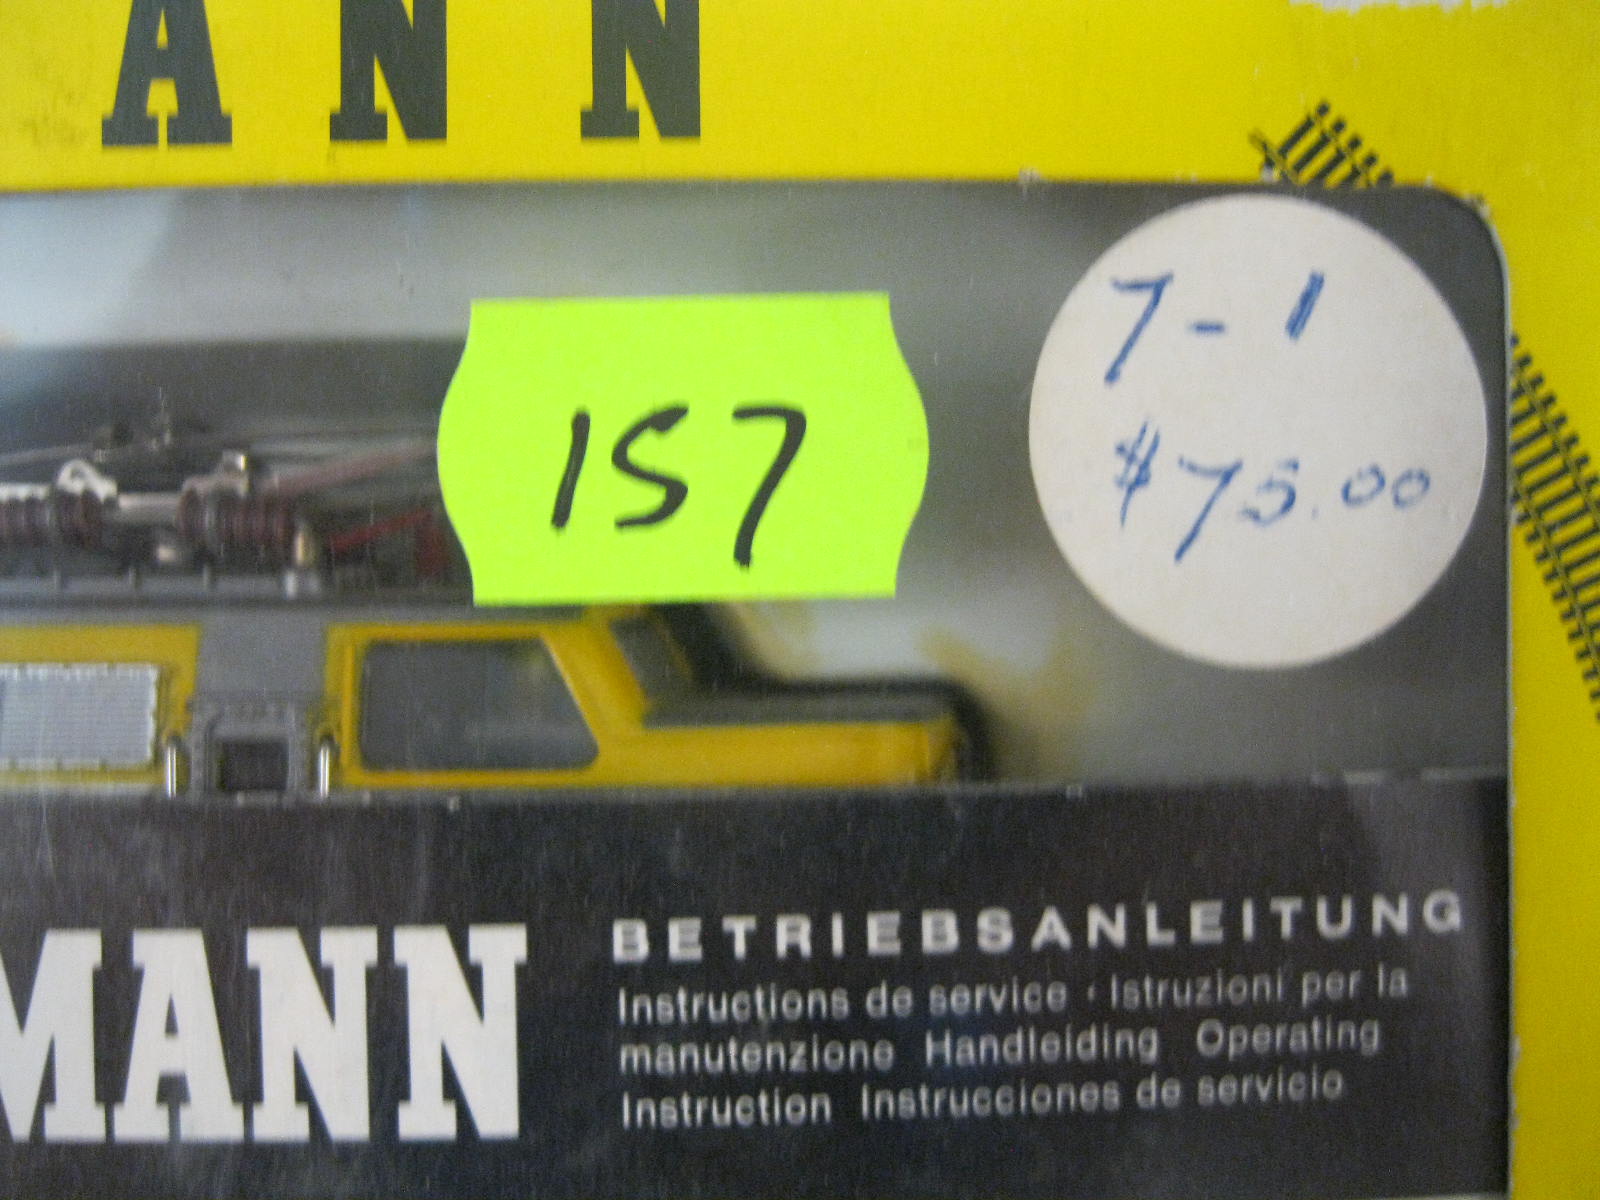 ANN
7-1
$75.00
157
MANN
BETRIEBSANLEITUNG
Instructions de service · Istruzioni per la
manutenzione Handleiding Operating
Instruction Instrucciones de servicio